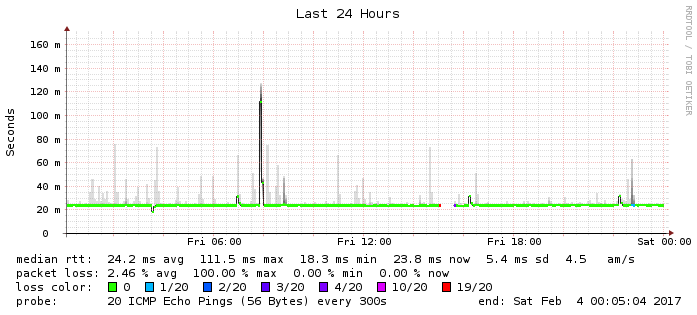 Last 24 Hours
RRDTOOL / TOBI OETIKER
Seconds
160 m
140 m
120 m
100 m
80 m
60 m
40 m
20 m
0
Fri 06:00 Fri 12:00 Fri 18:00 Sat 00:00
median rtt: 24.2 ms avg 111.5 ms max 18.3 ms min 23.8 ms now 5.4 ms sd 4.5 am/s
packet loss: 2.46 % avg 100.00 % max 0.00 % min 0.00 % now
loss color: 0 1/20 2/20 3/20 4/20 10/20 19/20
probe: 20 ICMP Echo Pings (56 Bytes) every 300s end: Sat Feb 4 00:05:04 2017